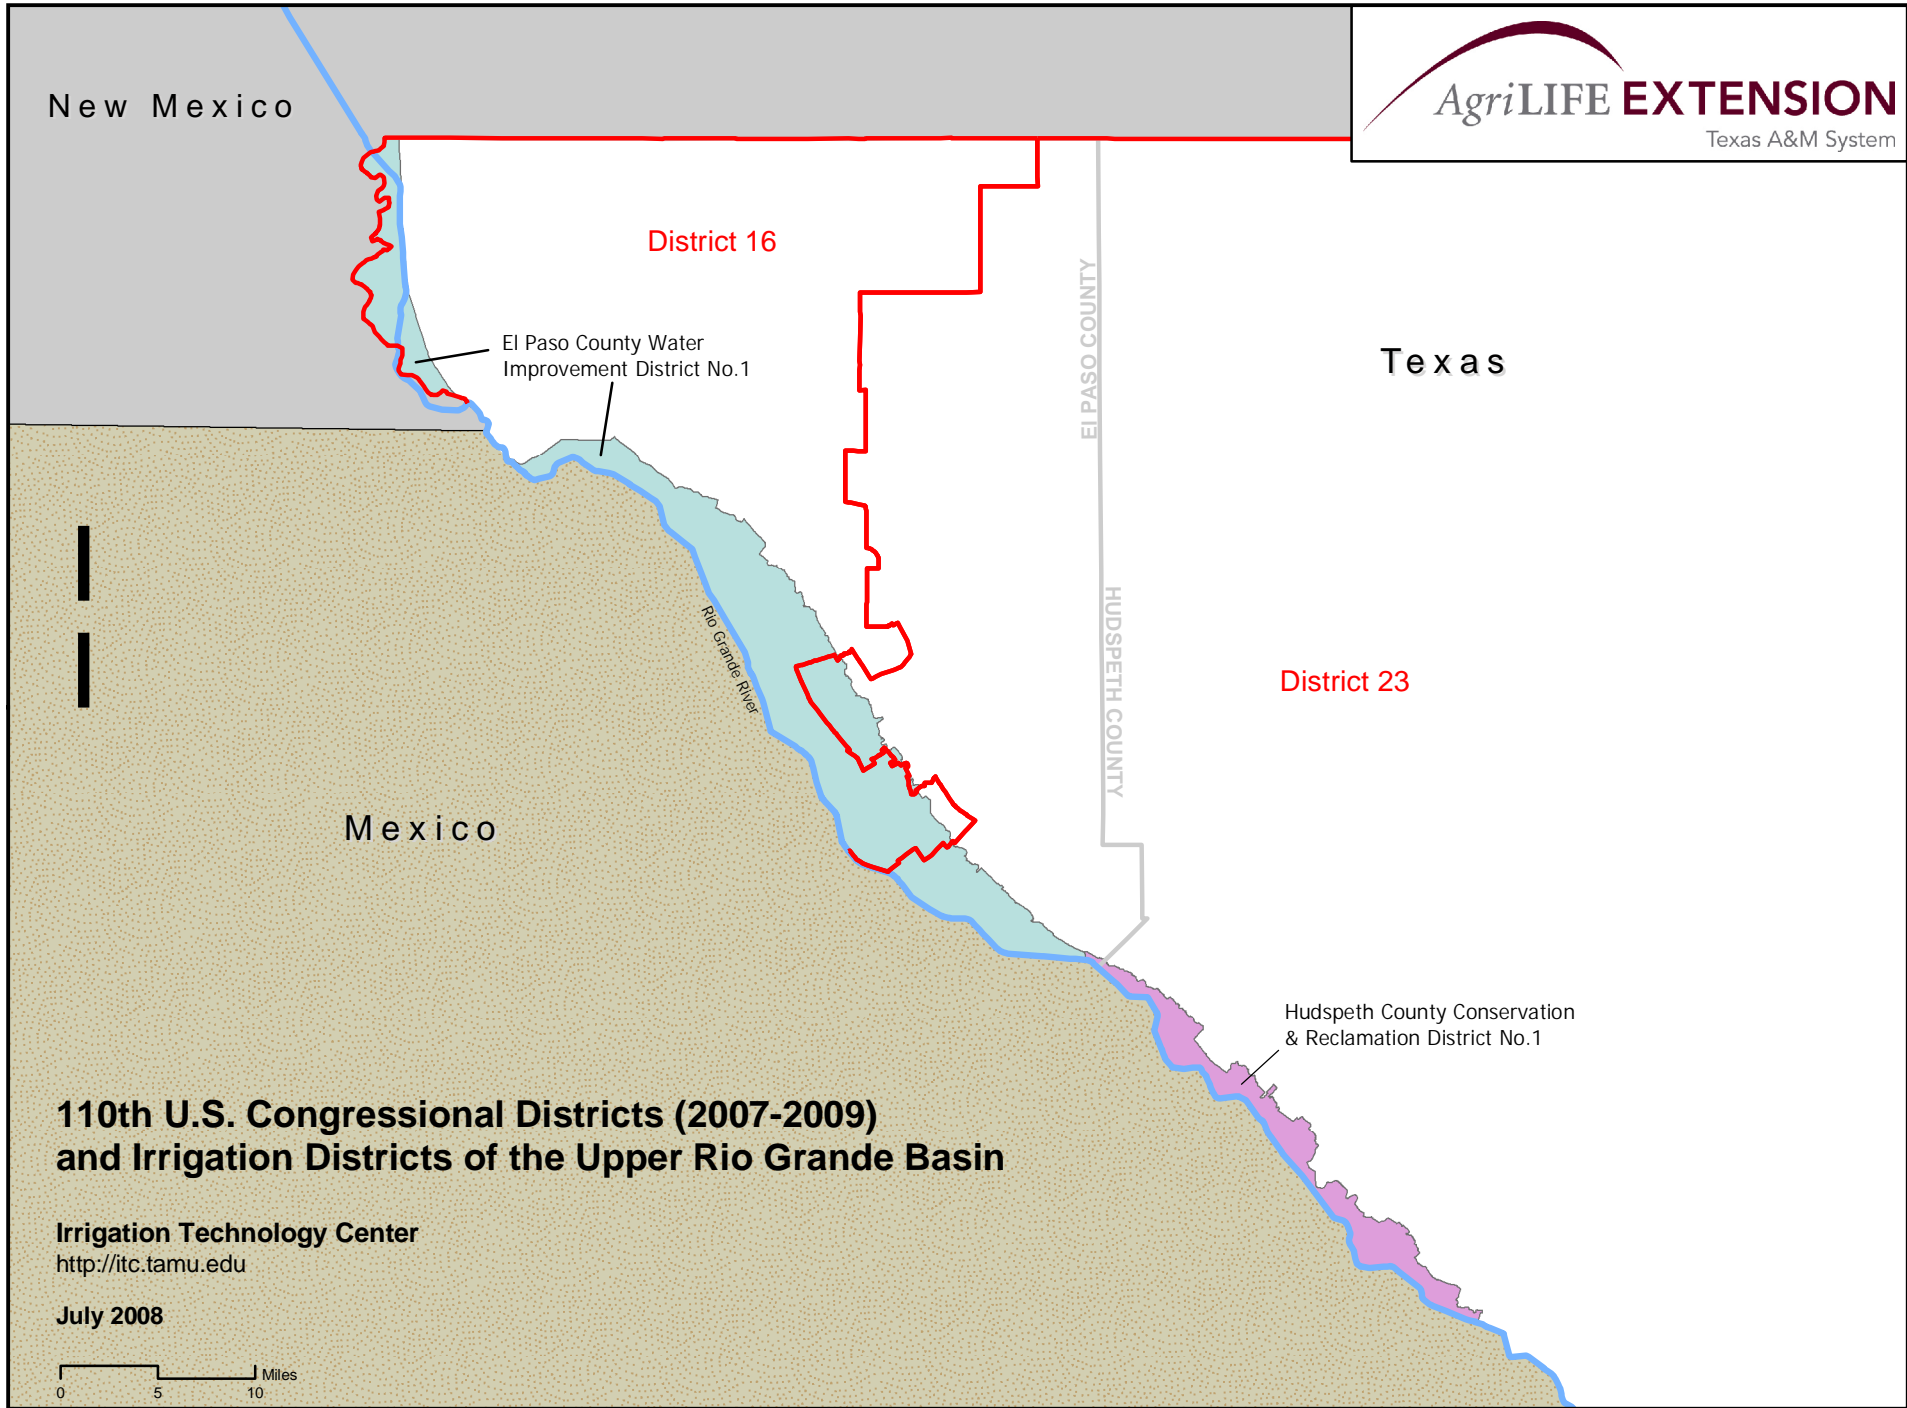 New Mexico
AgriLIFE EXTENSION
Texas A&M System
District 16
El Paso County Water
Improvement District No.1
El PASO COUNTY
Texas
HUDSPETH COUNTY
Rio Grande River
District 23
Mexico
Hudspeth County Conservation
& Reclamation District No.1
110th U.S. Congressional Districts (2007-2009)
and Irrigation Districts of the Upper Rio Grande Basin
Irrigation Technology Center
http://itc.tamu.edu
July 2008
Miles
0 5 10